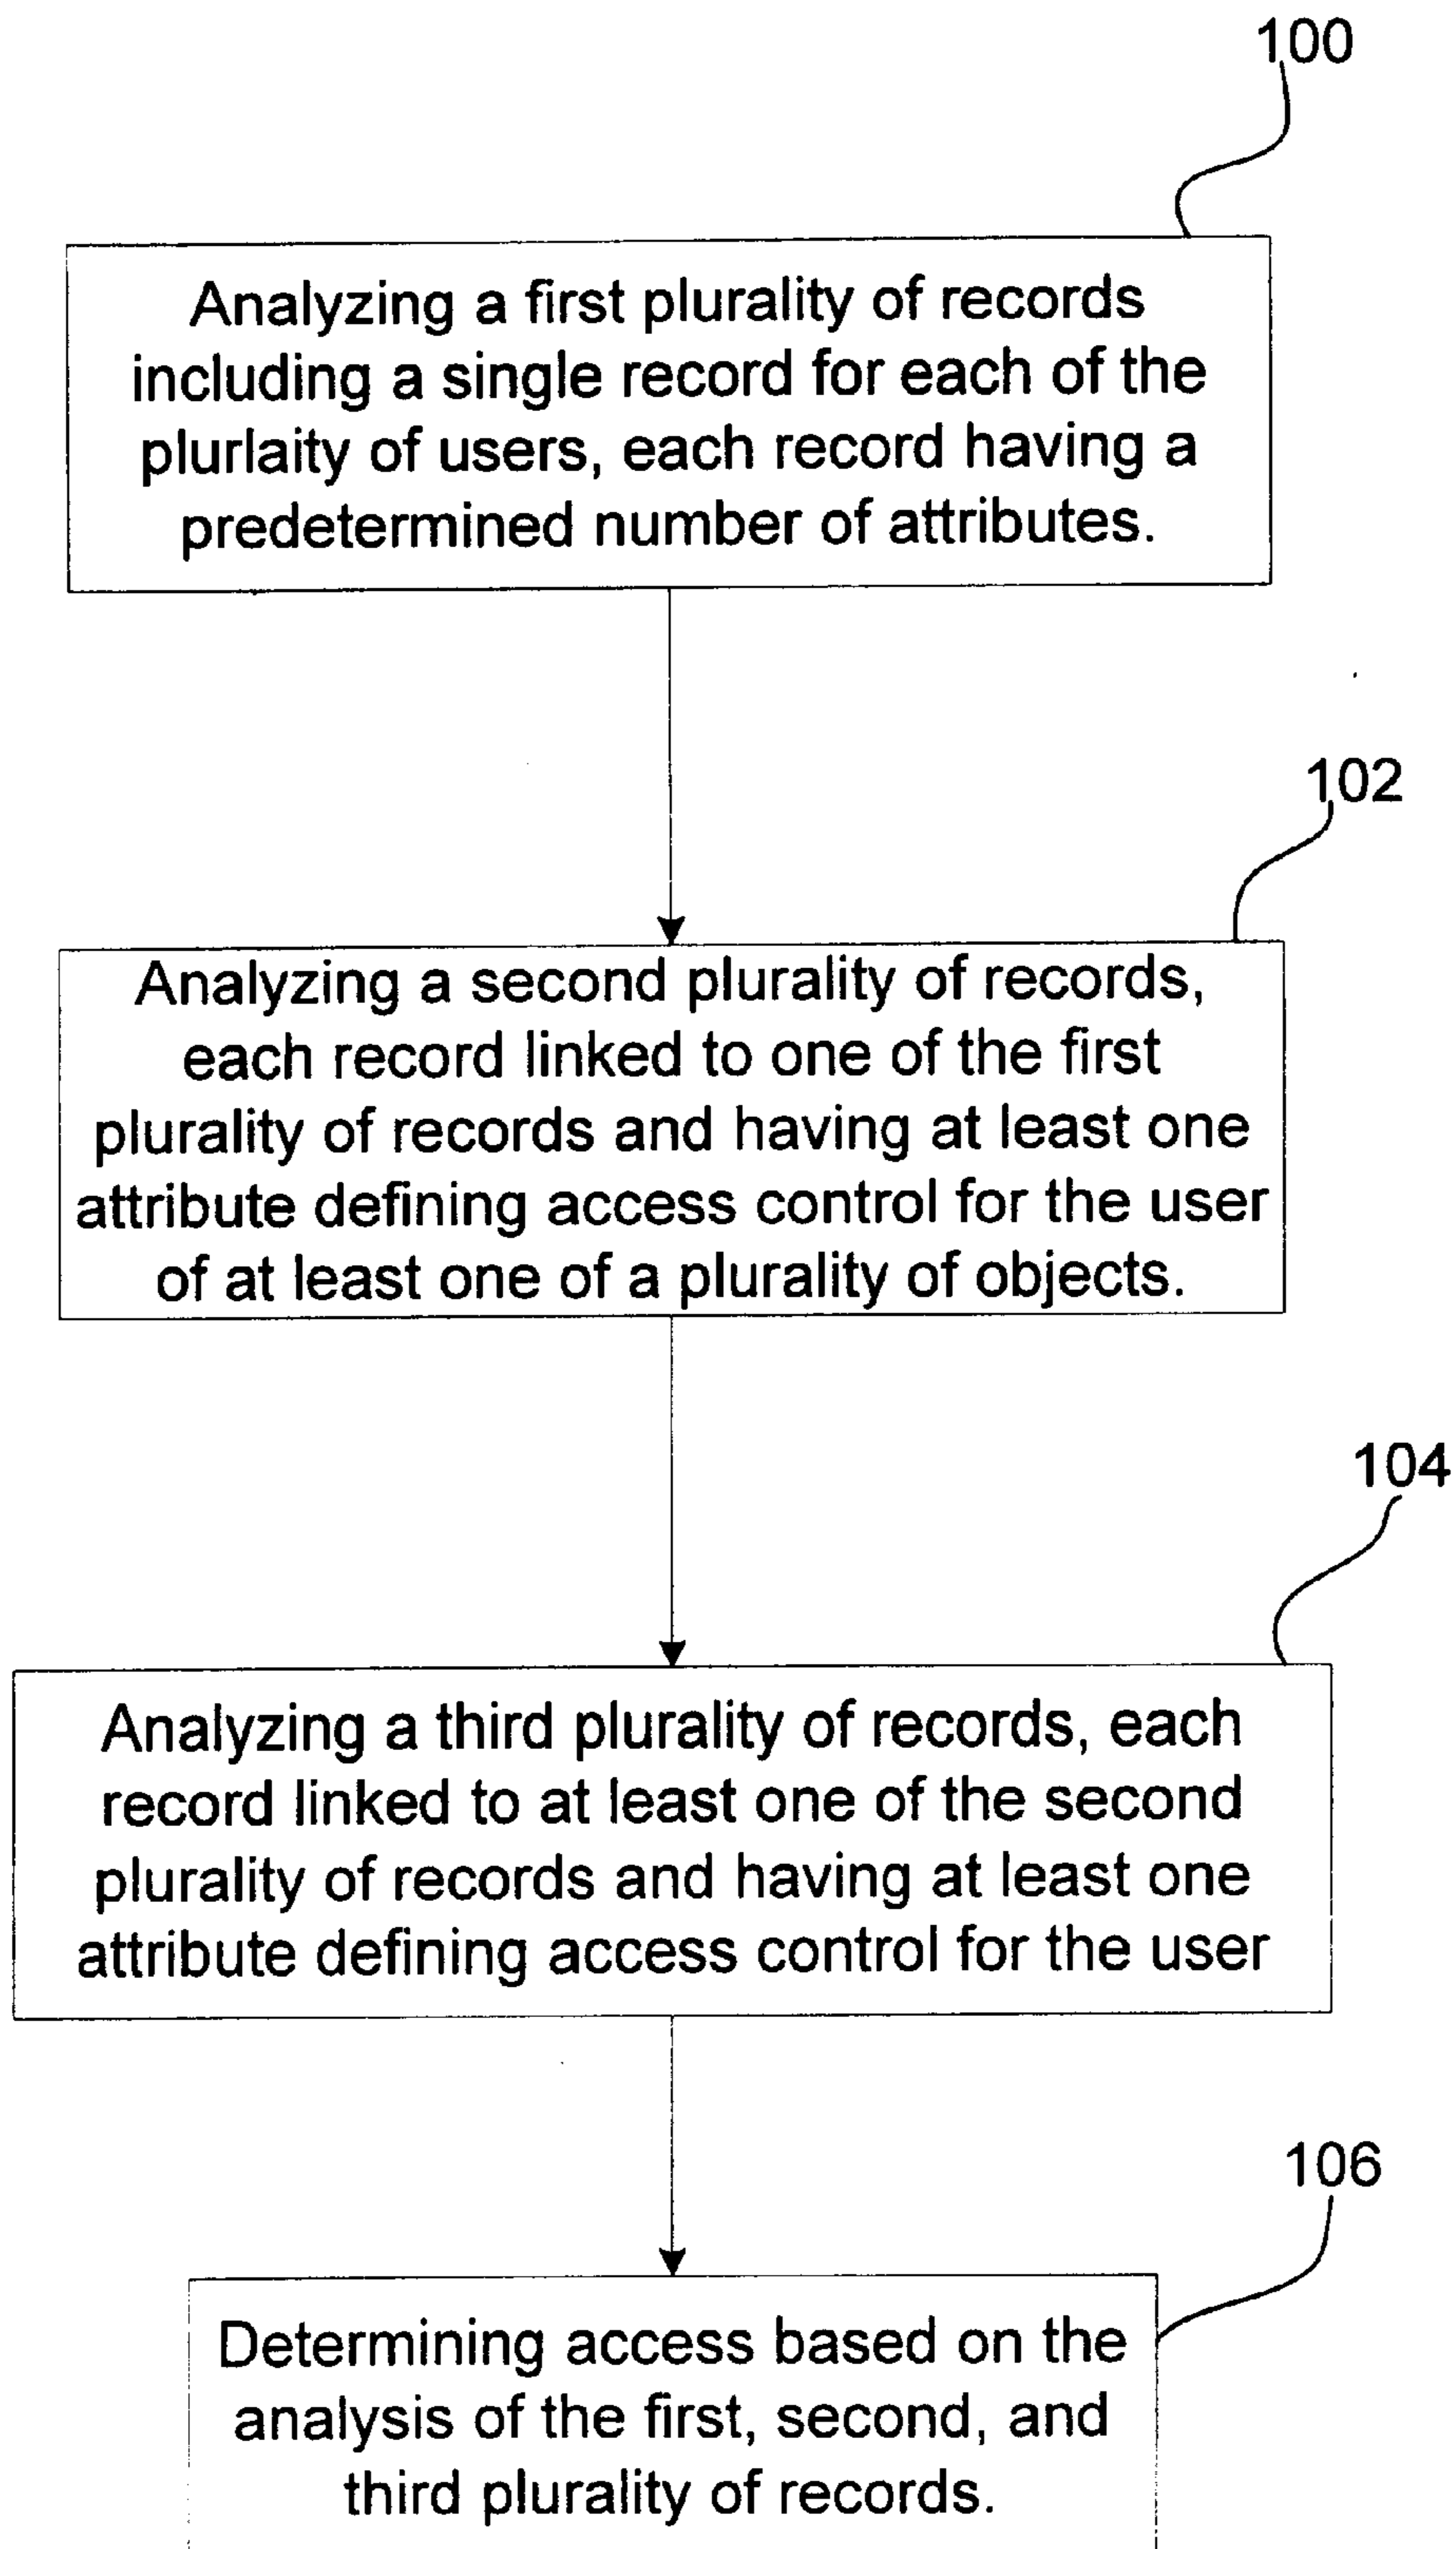 100
Analyzing a first plurality of records
including a single record for each of the
plurlaity of users, each record having a
predetermined number of attributes.
102
Analyzing a second plurality of records,
each record linked to one of the first
plurality of records and having at least one
attribute defining access control for the user
of at least one of a plurality of objects.
104
Analyzing a third plurality of records, each
record linked to at least one of the second
plurality of records and having at least one
attribute defining access control for the user
106
Determining access based on the
analysis of the first, second, and
third plurality of records.